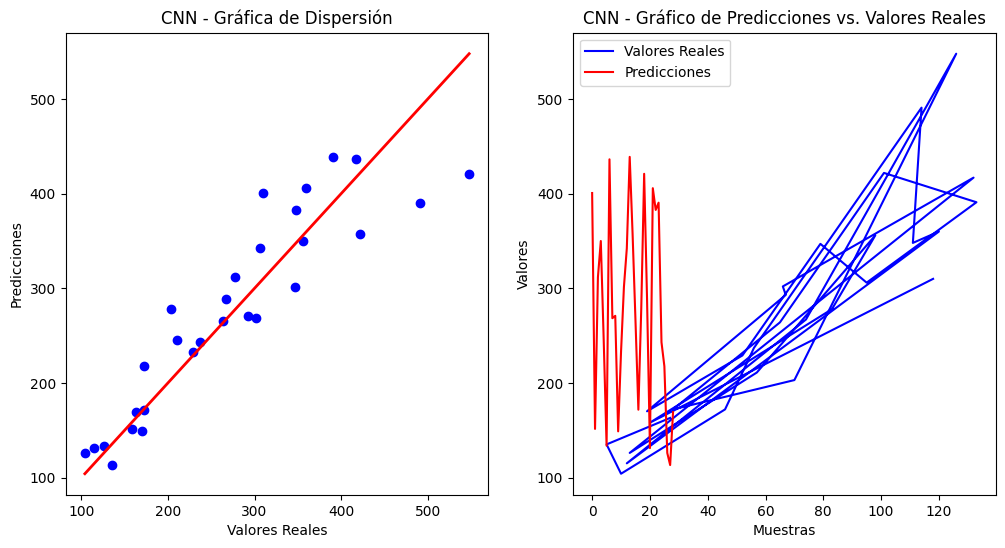 CNN - Gráfica de Dispersión
500
400
300
200
100
100
200
300
400
500
Predicciones
Valores Reales
CNN - Gráfico de Predicciones vs. Valores Reales
Valores Reales
Predicciones
500
400
300
200
100
0
20
40
60
80
100
120
Valores
Muestras